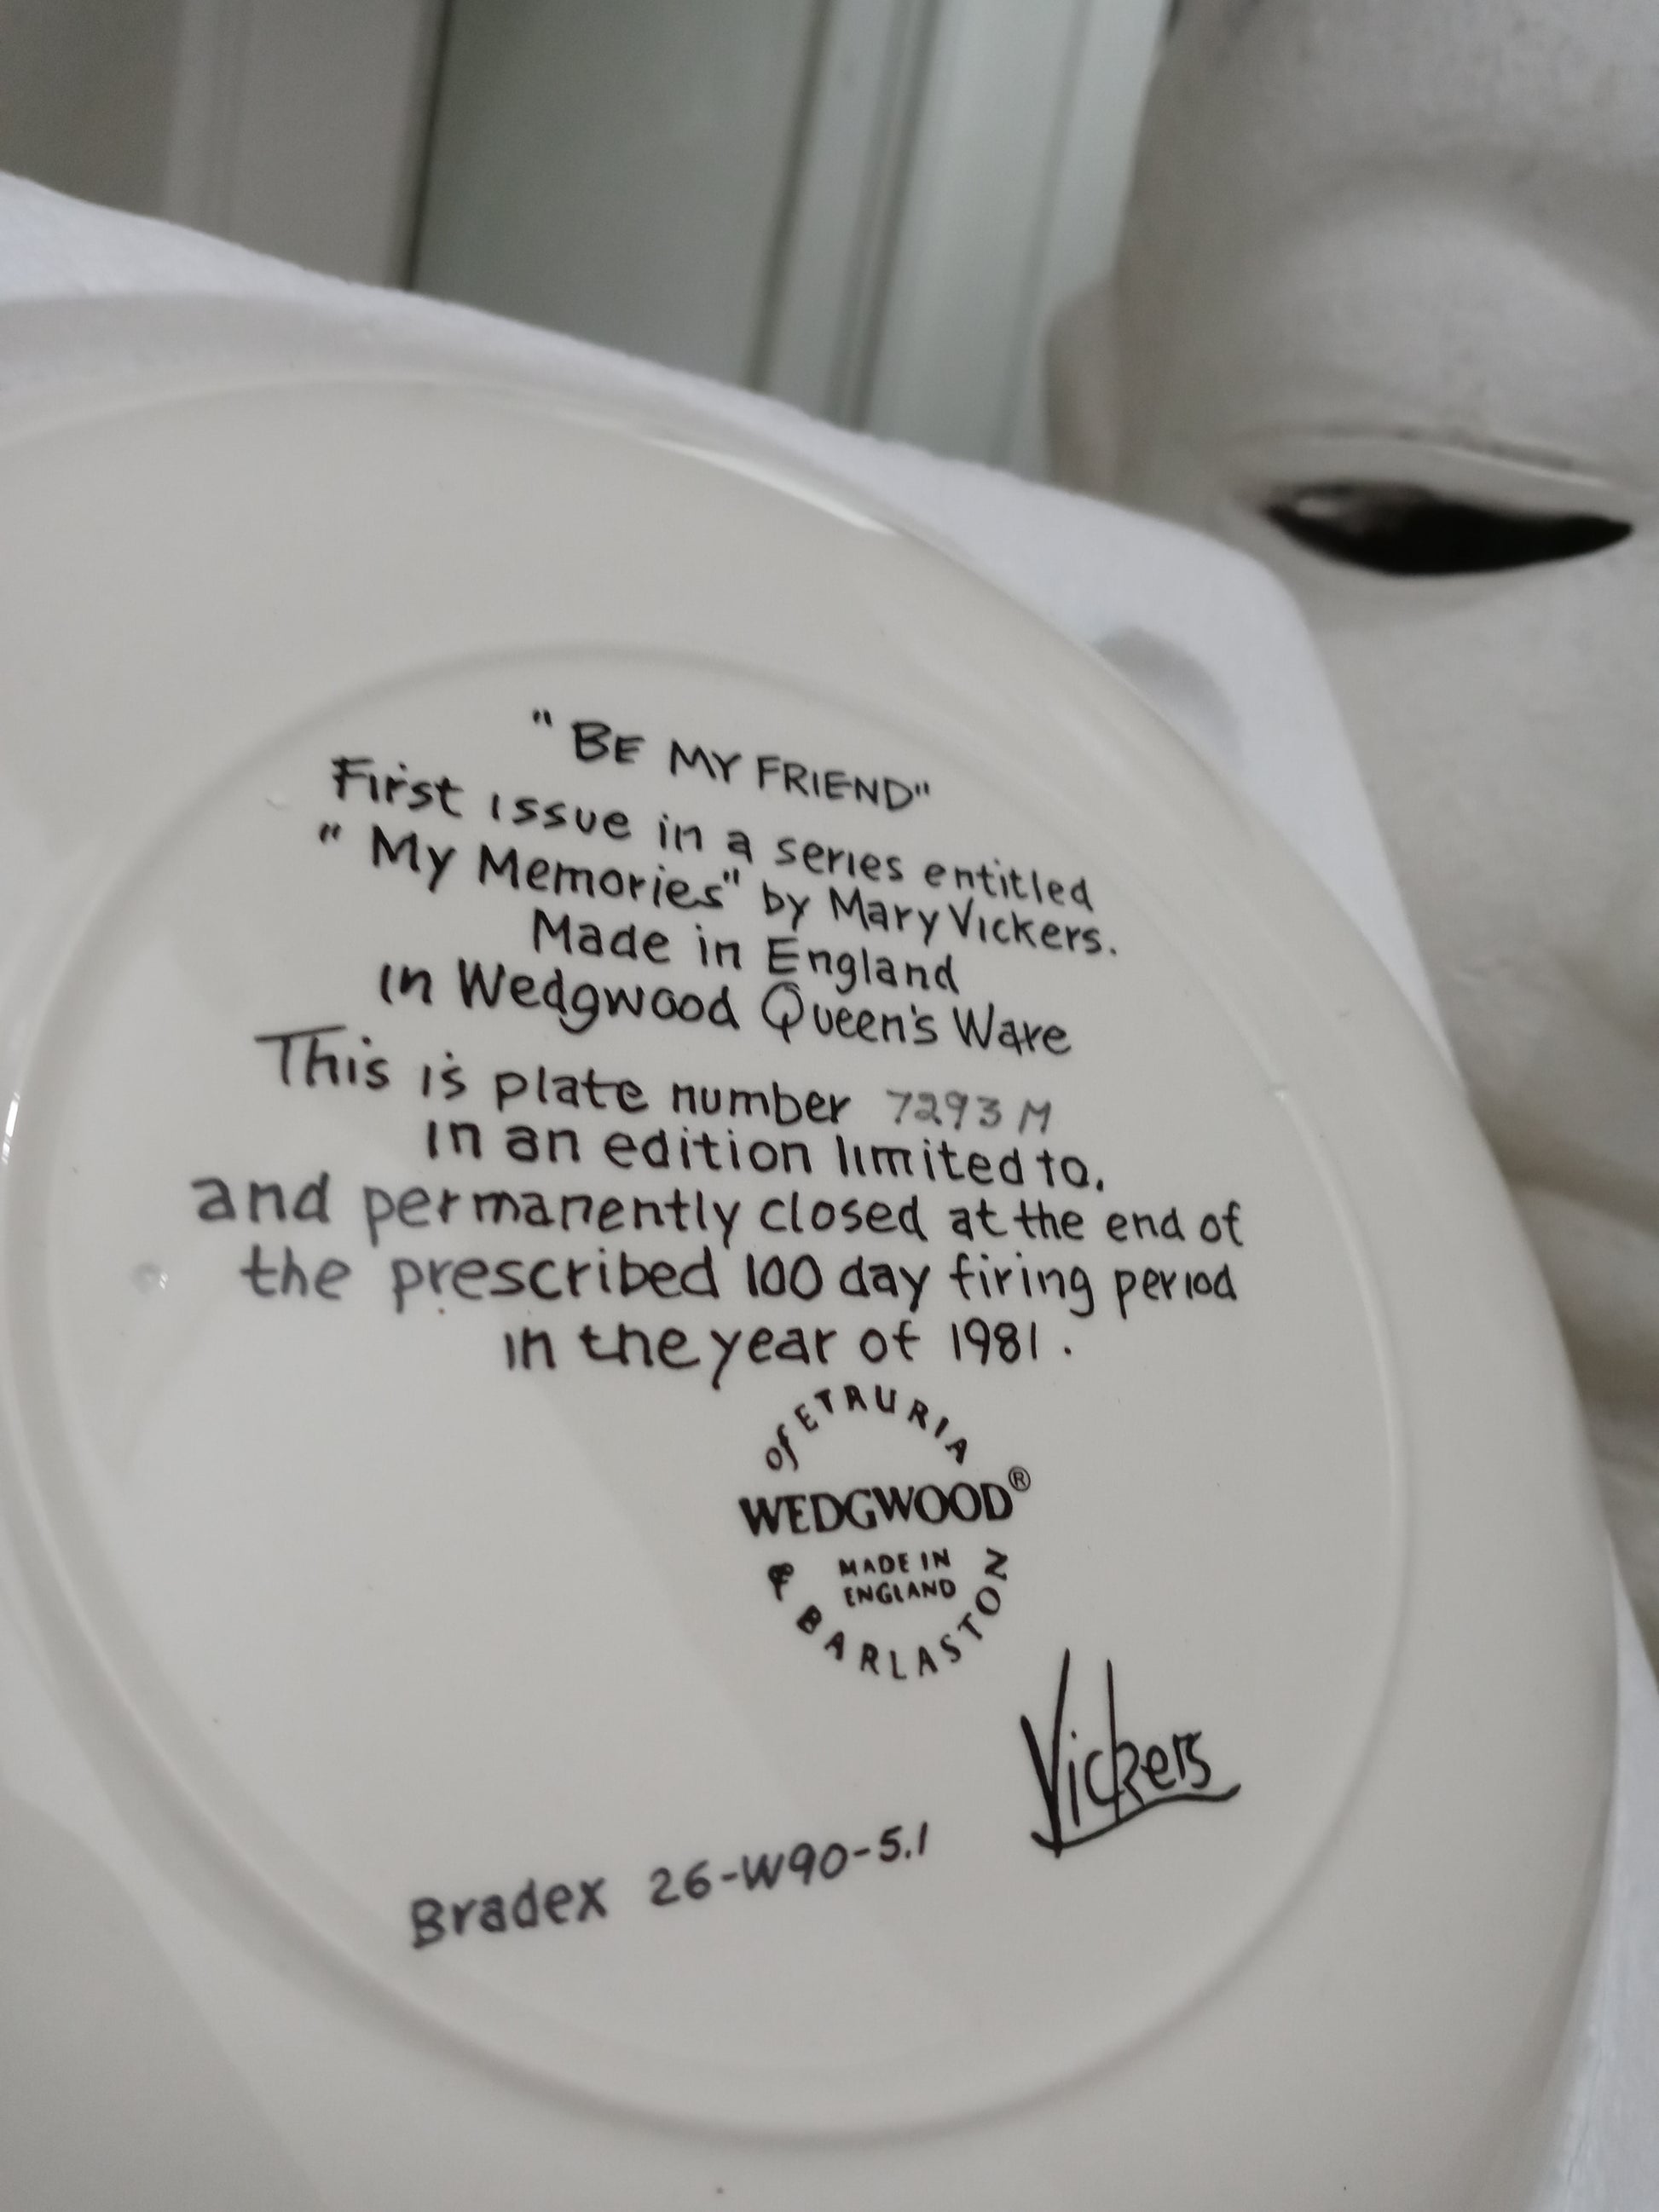 "BE MY FRIEND"
First issue in a series entitled
"My Memories" by Mary Vickers.
Made in England
in Wedgwood Queen's Ware
This is plate number 7293 M
in an edition limited to,
and permanently closed at the end of
the prescribed 100 day firing period
in the year of 1981.
of ETRURIA
WEDGWOOD®
MADE IN
ENGLAND
& BARLASTON
Vickers
Bradex 26-W90-5.1